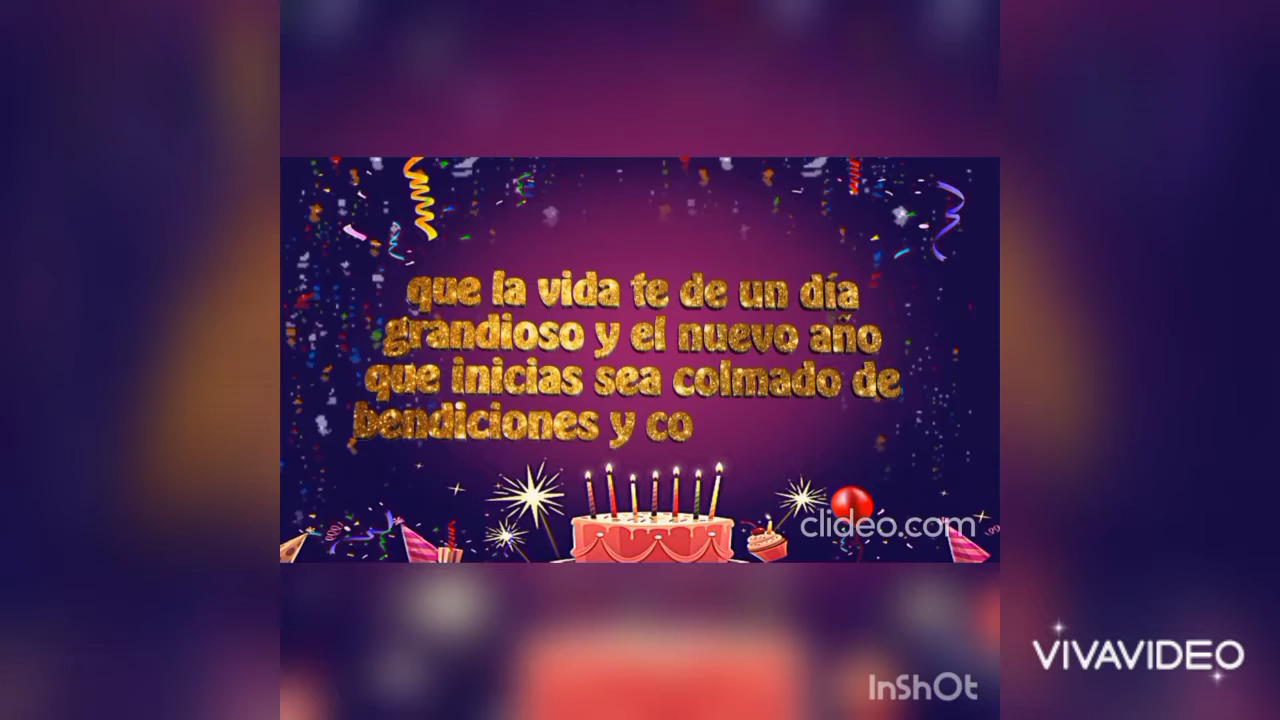 que la vida te de un día
grandioso y el nuevo año
que inicias sea colmado de
bendiciones y co
clideo.com
InShOt
VIVAVIDEO